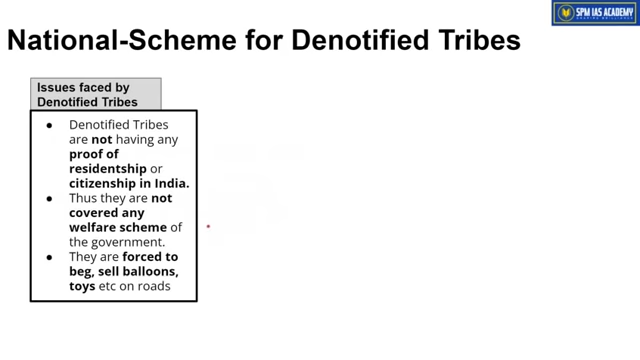 SPM IAS ACADEMY
National-Scheme for Denotified Tribes
Issues faced by
Denotified Tribes
● Denotified Tribes
are not having any
proof of
residentship or
citizenship in India.
● Thus they are not
covered any
welfare scheme of
the government.
● They are forced to
beg, sell balloons,
toys etc on roads